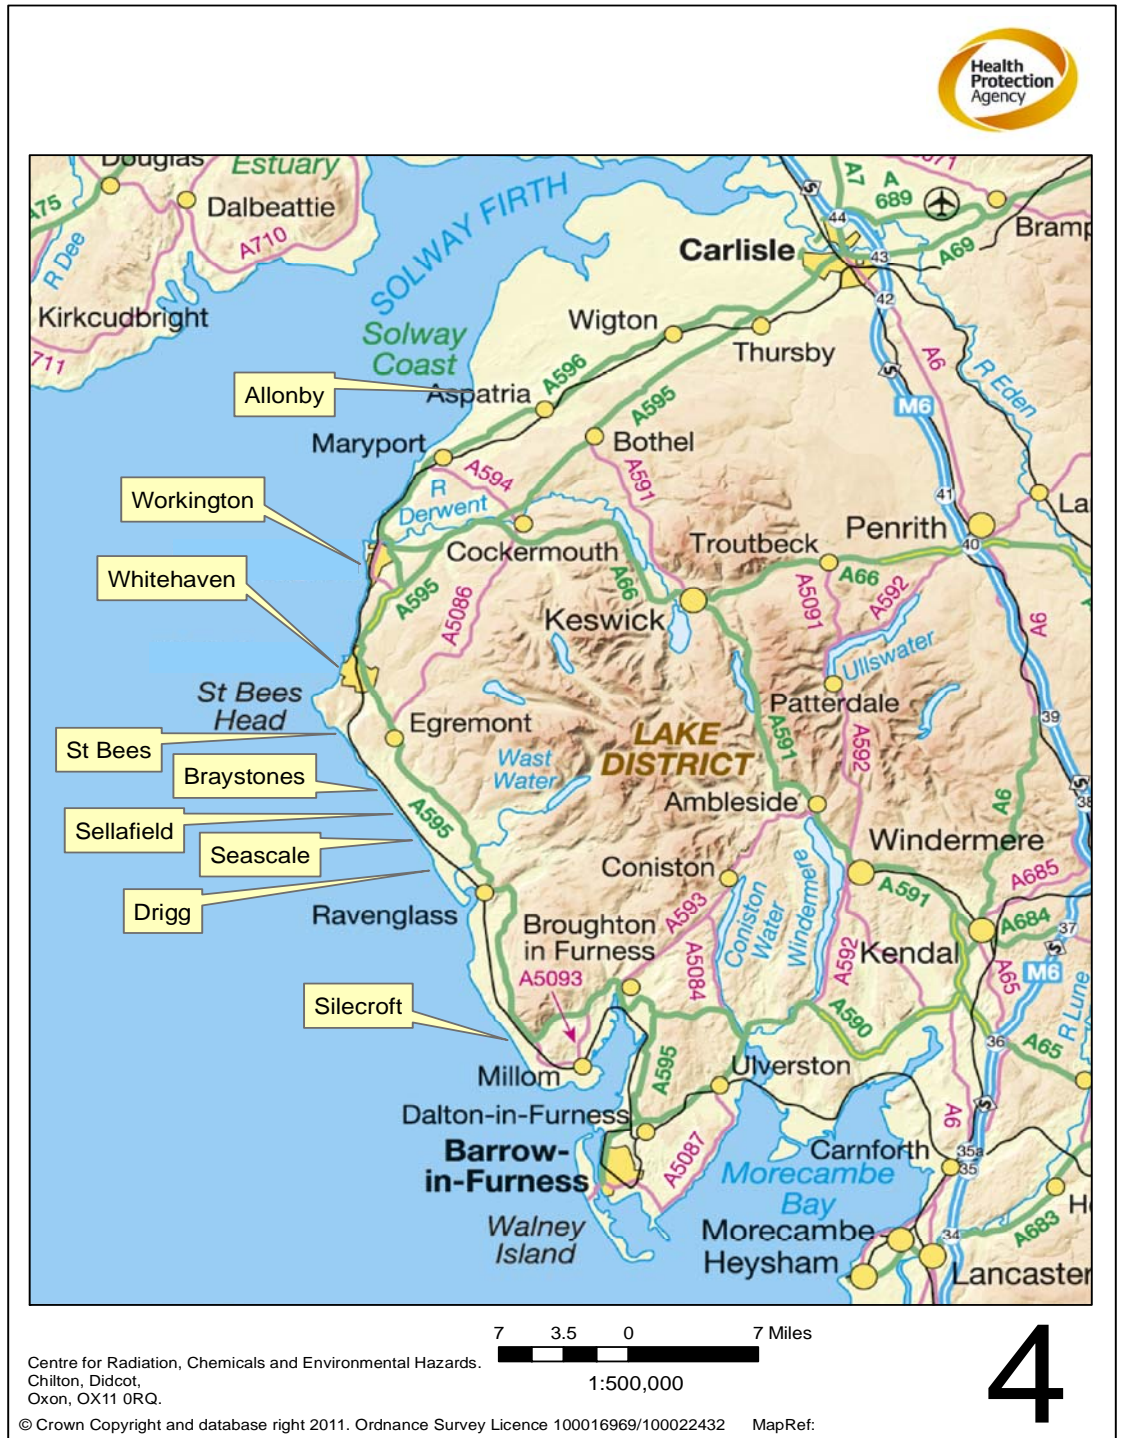 Health
Protection
Agency
Douglas
Estuary
A75
Dalbeattie
A710
R Dee
SOLWAY FIRTH
Kirkcudbright
711
Solway
Coast
A7
A
689
44
Bramp
Carlisle
43
A69
42
Wigton
Thursby
A6
R Eden
S
S
M6
Allonby
Aspatria
A596
A595
Maryport
Bothel
A594
A591
R
Derwent
41
La
Workington
Cockermouth
Troutbeck
Penrith
40
Whitehaven
A595
A5086
A66
A66
A5091
A592
A6
Keswick
Ullswater
St Bees
Head
Patterdale
Egremont
39
LAKE
DISTRICT
A591
A592
St Bees
Wast
Water
Braystones
S
38
A6
Ambleside
A595
Sellafield
Windermere
Seascale
Coniston
A591
A685
Drigg
Ravenglass
Broughton
in Furness
A593
Coniston
Water
Windermere
A684
37
S
Kendal
A5093
A5084
A592
A65
M6
R Lune
Silecroft
A590
36
A65
Millom
A595
Ulverston
S
Dalton-in-Furness
A6
Barrow-
in-Furness
A5087
Carnforth
35a
35
Morecambe
Bay
H
Walney
Island
Morecambe
34
A683
Heysham
Lancaster
7 3.5 0 7 Miles
1:500,000
Centre for Radiation, Chemicals and Environmental Hazards.
Chilton, Didcot,
Oxon, OX11 0RQ.
4
© Crown Copyright and database right 2011. Ordnance Survey Licence 100016969/100022432 MapRef: